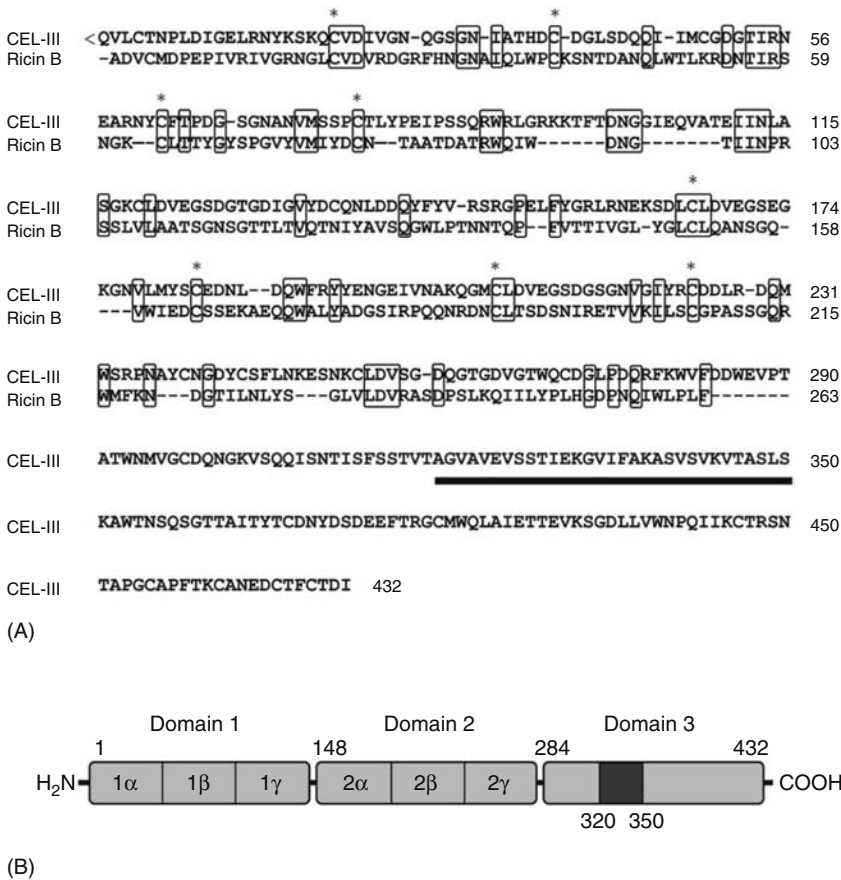 * *
CEL-III <QVLCTNPLDIGELRNYKSKQCVDIVGN-QGSGN-IATHDC-DGLSDQQI-IMCGDGTIRN 56
Ricin B -ADVCMDPEPIVRIVGRNGLCVDVRDGRFHNGNAIQLWPCKSNTDANQLWTLKRDNTIRS 59
* *
CEL-III EARNYCFTPDG-SGNANVMSSPCTLYPEIPSSQRWRLGRKKTFTDNGGIEQVATEIINLA 115
Ricin B NGK--CLTTYGYSPGVYVMIYDCN--TAATDATRWQIW------DNG------TIINPR 103
*
CEL-III SGKCLDVEGSDGTGDIGVYDCQNLDDQYFYV-RSRGPELFYGRLRNEKSDLCLDVEGSEG 174
Ricin B SSLVLAATSGNSGTTLTVQTNIYAVSQGWLPTNNTQP-FVTTIVGL-YGLCLQANSGQ- 158
* * *
CEL-III KGNVLMYSCEDNL--DQWFRYYENGEIVNAKQGMCLDVEGSDGSGNVGIYRCDDLR-DQM 231
Ricin B ---VWIEDCSSEKAEQQWALYADGSIRPQQNRDNCLTSDSNIRETVVKILSCGPASSGQR 215
CEL-III WSRPNAYCNGDYCSFLNKESNKCLDVSG-DQGTGDVGTWQCDGLPDQRFKWVFDDWEVPT 290
Ricin B WMFKN---DGTILNLYS---GLVLDVRASDPSLKQIILYPLHGDPNQIWLPLF------- 263
CEL-III ATWNMVGCDQNGKVSQQISNTISFSSTVTAGVAVEVSSTIEKGVIFAKASVSVKVTASLS 350
CEL-III KAWTNSQSGTTAITYTCDNYDSDEEFTRGCMWQLAIETTEVKSGDLLVWNPQIIKCTRSN 450
CEL-III TAPGCAPFTKCANEDCTFCTDI 432
(A)
Domain 1 Domain 2 Domain 3
1 148 284 432
H2N 1α 1β 1γ 2α 2β 2γ COOH
320 350
(B)